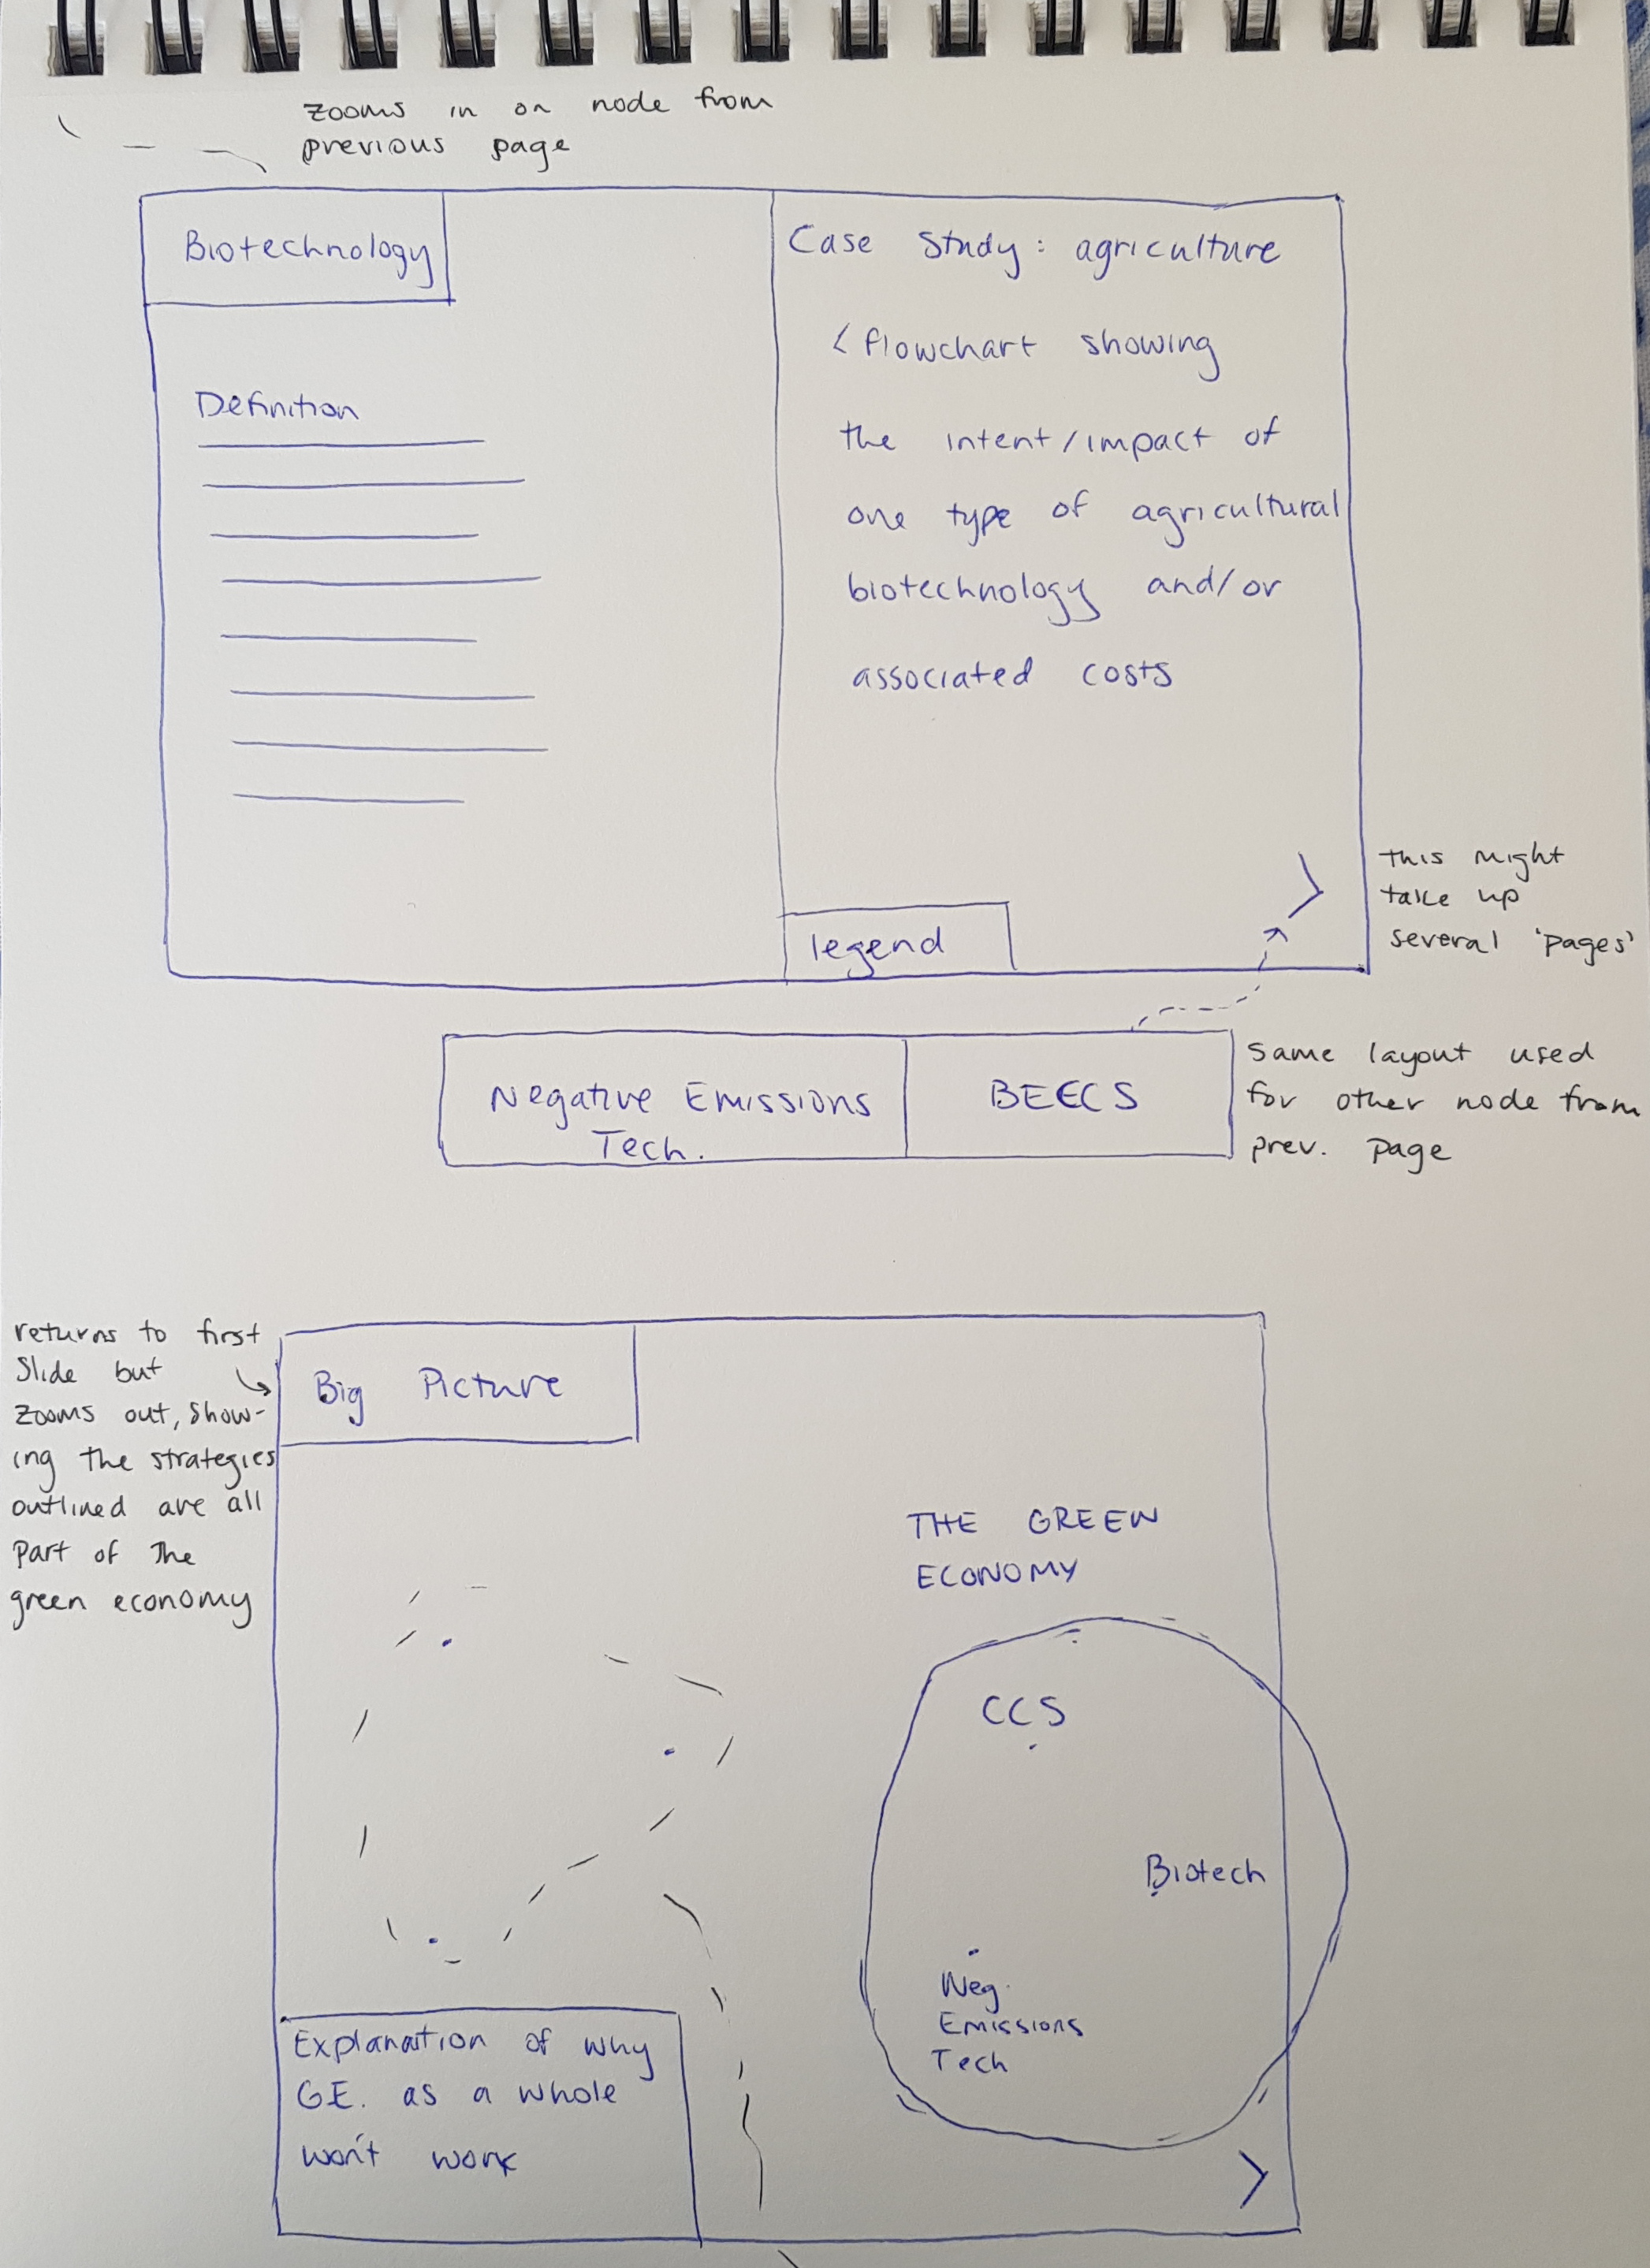 zooms in on node from
previous page
Biotechnology
Definition
Case Study: agriculture
< flowchart showing
the intent/impact of
one type of agricultural
biotechnology and/or
associated costs
legend
This might
take up
several 'pages'
Negative Emissions
Tech.
BEECS
Same layout used
for other node from
prev. page
returns to first
slide but
zooms out, show-
ing the strategies
outlined are all
part of the
green economy
Big Picture
THE GREEN
ECONOMY
CCS
Biotech
Neg.
Emissions
Tech
Explanation of why
G.E. as a whole
won't work